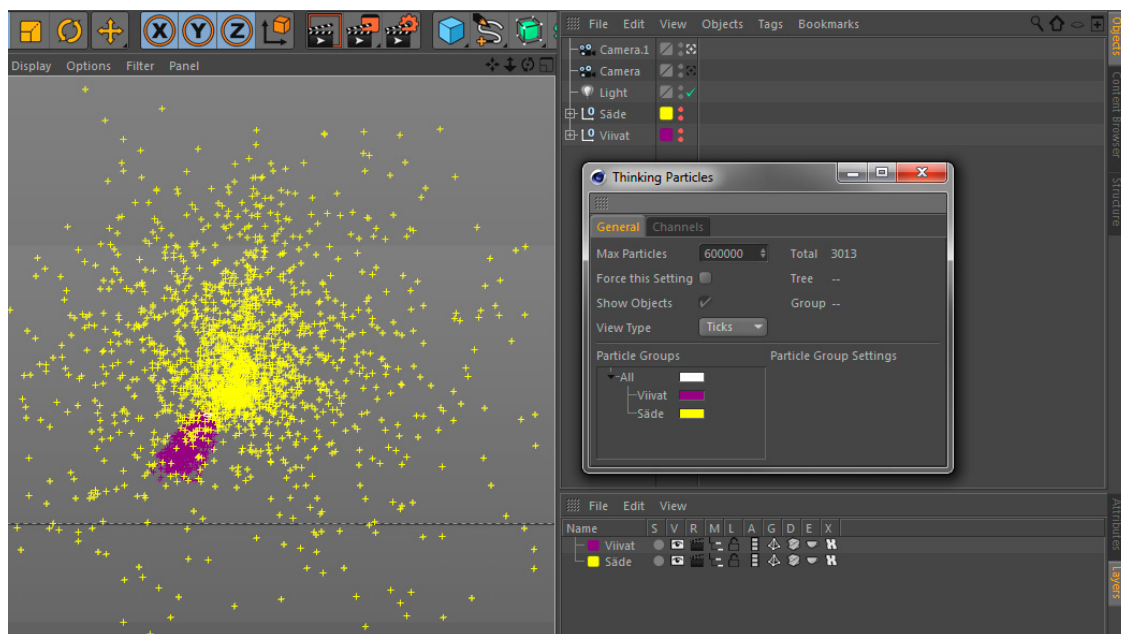 X Y Z
File Edit View Objects Tags Bookmarks
Display Options Filter Panel
Camera.1
Camera
Light
Säde
Viivat
Thinking Particles
General Channels
Max Particles 600000 Total 3013
Force this Setting Tree --
Show Objects Group --
View Type Ticks
Particle Groups Particle Group Settings
All
Viivat
Säde
File Edit View
Name S V R M L A G D E X
Viivat
Säde
Objects
Content Browser
Structure
Attributes
Layers